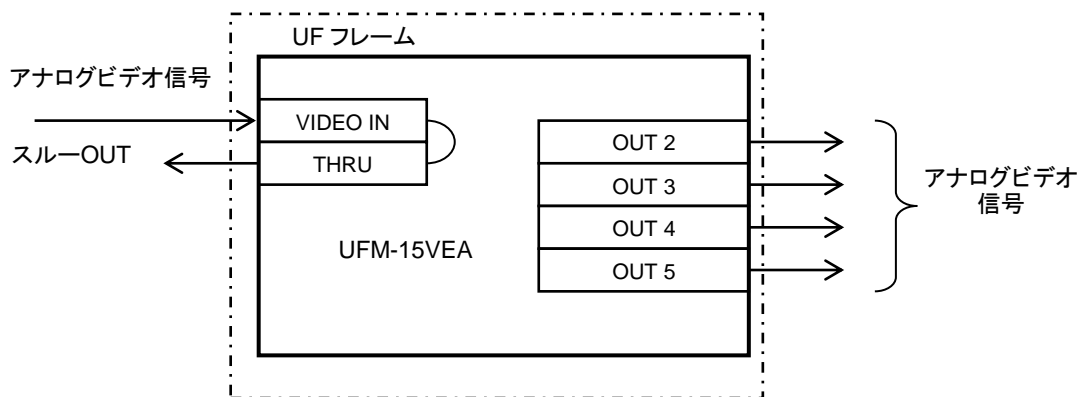 UF フレーム
アナログビデオ信号
VIDEO IN
スルーOUT
THRU
UFM-15VEA
OUT 2
OUT 3
OUT 4
OUT 5
アナログビデオ
信号